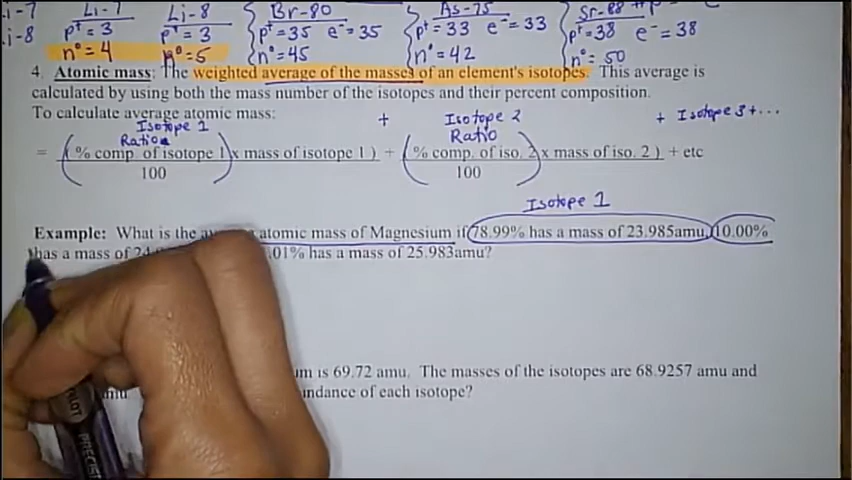 Li-7 Li-7 Li-8 Br-80 As-75 Sr-88
Li-8 p+ = 3 p+ = 3 p+ = 35 e- = 35 p+ = 33 e- = 33 p+ = 38 e- = 38
n° = 4 n° = 5 n° = 45 n° = 42 n° = 50
4. Atomic mass: The weighted average of the masses of an element's isotopes. This average is
calculated by using both the mass number of the isotopes and their percent composition.
To calculate average atomic mass: + Isotope 2 + Isotope 3 + ...
Isotope 1
Ratio Ratio
= ( % comp. of isotope 1 x mass of isotope 1 ) + ( % comp. of iso. 2 x mass of iso. 2 ) + etc
100 100
Isotope 1
Example: What is the atomic mass of Magnesium if 78.99% has a mass of 23.985amu, 10.00%
has a mass of .01% has a mass of 25.983amu?
is 69.72 amu. The masses of the isotopes are 68.9257 amu and
of each isotope?